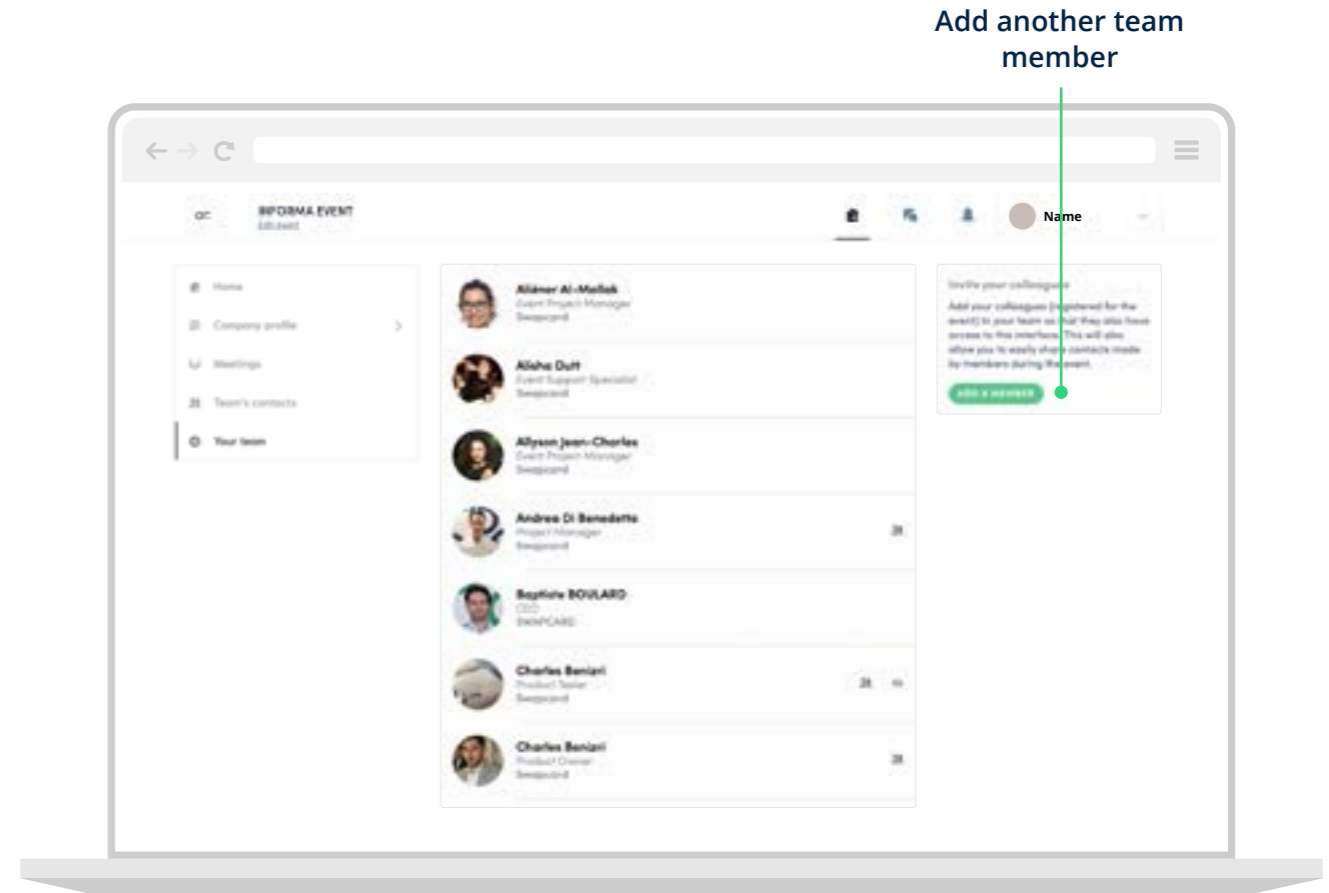 Add another team
member
INFORMA EVENT
Edit event
Name
Home
Company profile
Meetings
Team's contacts
Your team
Aliénor Al-Mallak
Event Project Manager
Swapcard
Alisha Dutt
Event Support Specialist
Swapcard
Allyson Jean-Charles
Event Project Manager
Swapcard
Andrea Di Benedetto
Project Manager
Swapcard
Baptiste BOULARD
CEO
SWAPCARD
Charles Benizri
Product Tester
Swapcard
Charles Benizri
Product Owner
Swapcard
Invite your colleagues
Add your colleagues (registered for the
event) to your team so that they also have
access to this interface. This will also
allow you to easily share contacts made
by members during the event.
ADD A MEMBER